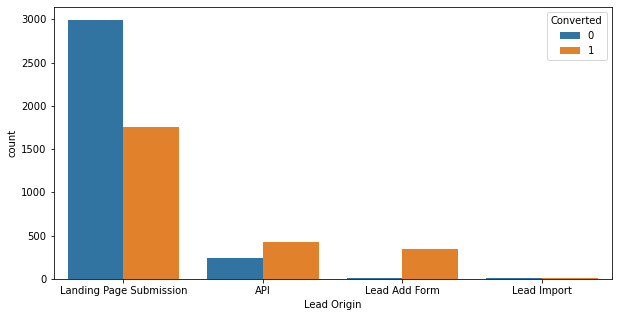 Converted
0
1
3000
2500
2000
1500
1000
500
0
count
Landing Page Submission API Lead Add Form Lead Import
Lead Origin